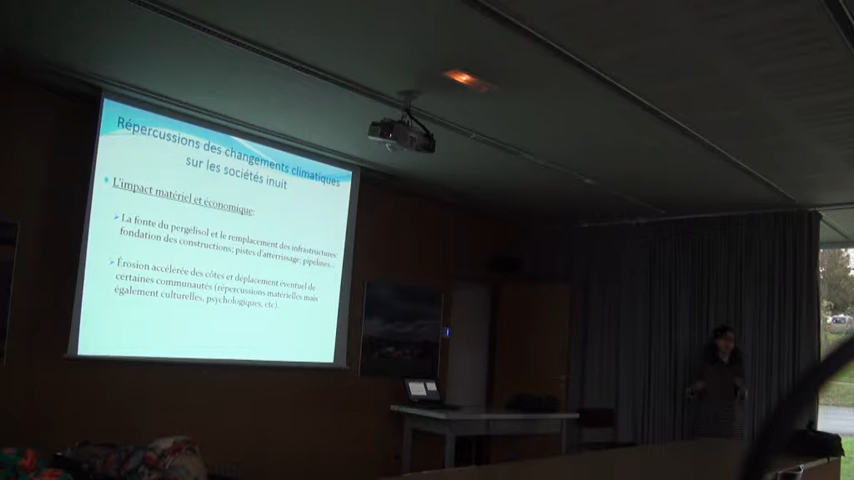 Répercussions des changements climatiques
sur les sociétés inuit
L'impact matériel et économique:
La fonte du pergélisol et le remplacement des infrastructures:
fondation des constructions; pistes d'atterrissage; pipelines...
Érosion accélérée des côtes et déplacement éventuel de
certaines communautés (répercussions matérielles mais
également culturelles, psychologiques, etc).